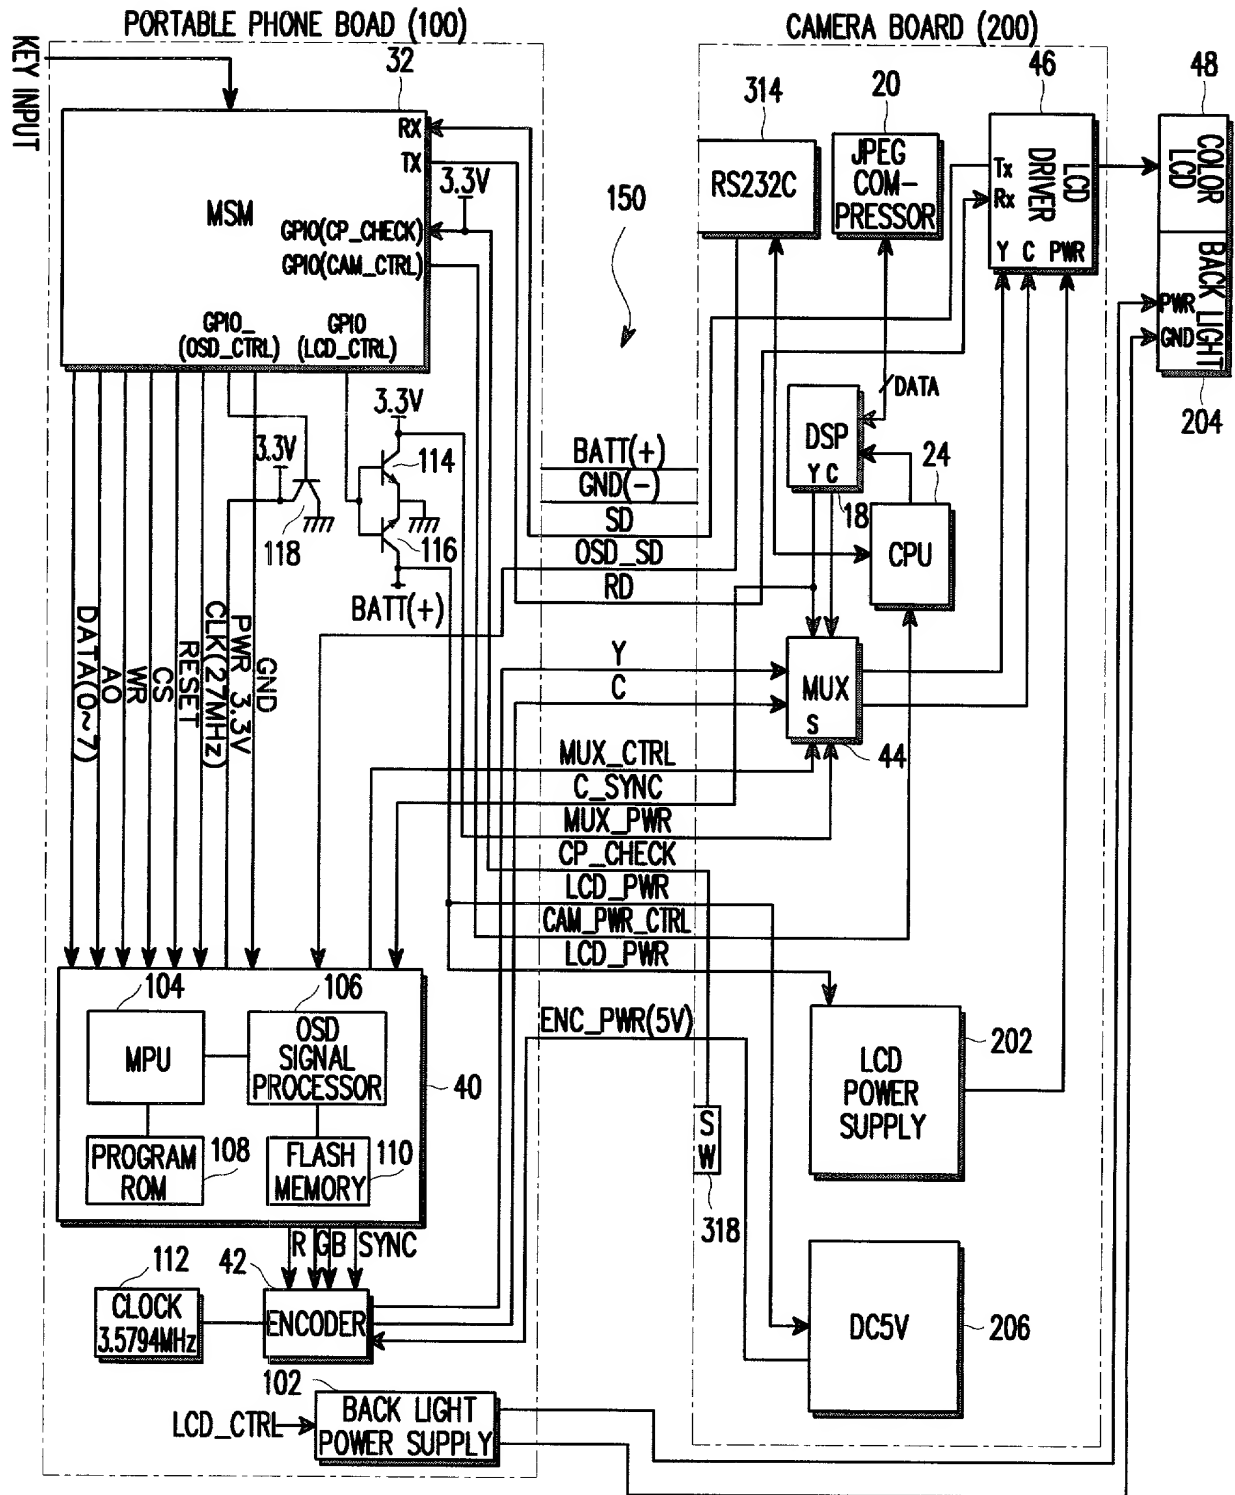 PORTABLE PHONE BOAD (100)
CAMERA BOARD (200)
KEY INPUT
32
MSM
RX
TX
3.3V
GPIO(CP_CHECK)
GPIO(CAM_CTRL)
GPIO_
(OSD_CTRL)
GPIO
(LCD_CTRL)
150
314
RS232C
20
JPEG
COM-
PRESSOR
46
LCD
DRIVER
Tx
Rx
Y C PWR
48
COLOR
LCD
BACK LIGHT
PWR
GND
204
DATA
DSP
Y C
18
24
CPU
3.3V
114
3.3V
118
116
BATT(+)
BATT(+)
GND(-)
SD
OSD_SD
RD
Y
C
MUX
S
44
MUX_CTRL
C_SYNC
MUX_PWR
CP_CHECK
LCD_PWR
CAM_PWR_CTRL
LCD_PWR
ENC_PWR(5V)
DATA(0~7)
AO
WR
CS
RESET
CLK(27MHz)
PWR 3.3V
GND
104
MPU
106
OSD
SIGNAL
PROCESSOR
40
108
PROGRAM
ROM
110
FLASH
MEMORY
R G B SYNC
112
CLOCK
3.5794MHz
42
ENCODER
102
LCD_CTRL
BACK LIGHT
POWER SUPPLY
202
LCD
POWER
SUPPLY
S
W
318
DC5V
206